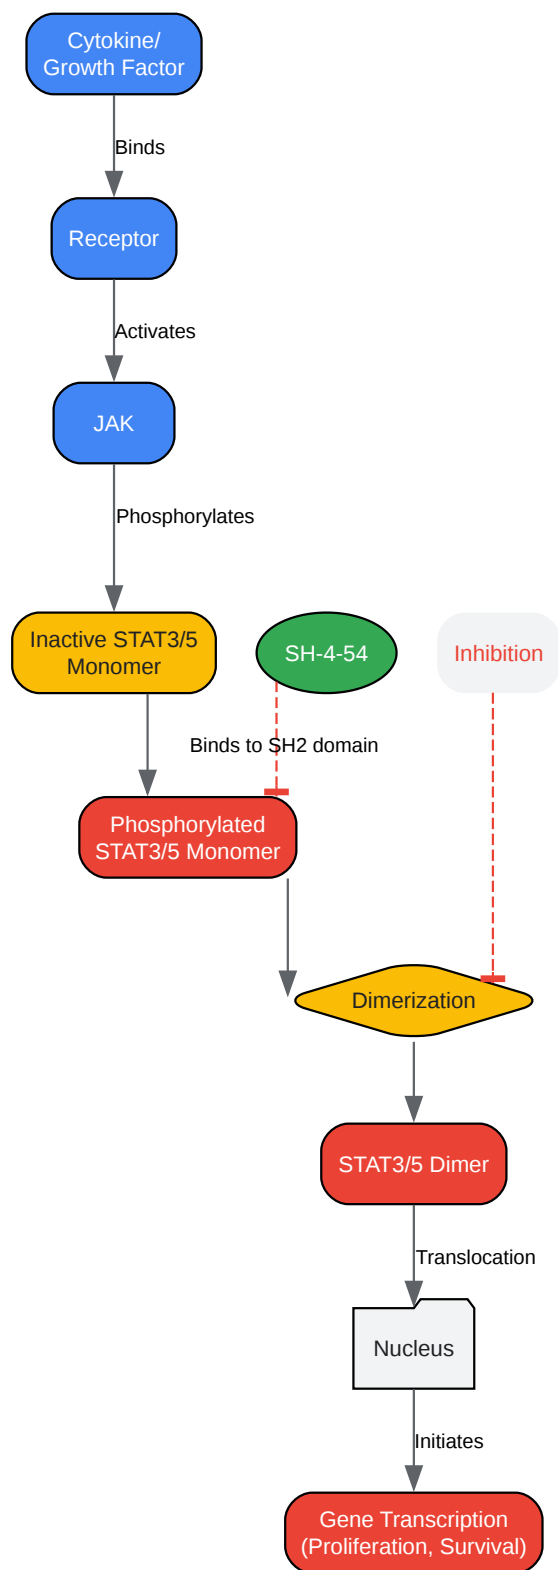 Cytokine/
Growth Factor
Binds
Receptor
Activates
JAK
Phosphorylates
Inactive STAT3/5
Monomer
SH-4-54
Inhibition
Binds to SH2 domain
Phosphorylated
STAT3/5 Monomer
Dimerization
STAT3/5 Dimer
Translocation
Nucleus
Initiates
Gene Transcription
(Proliferation, Survival)